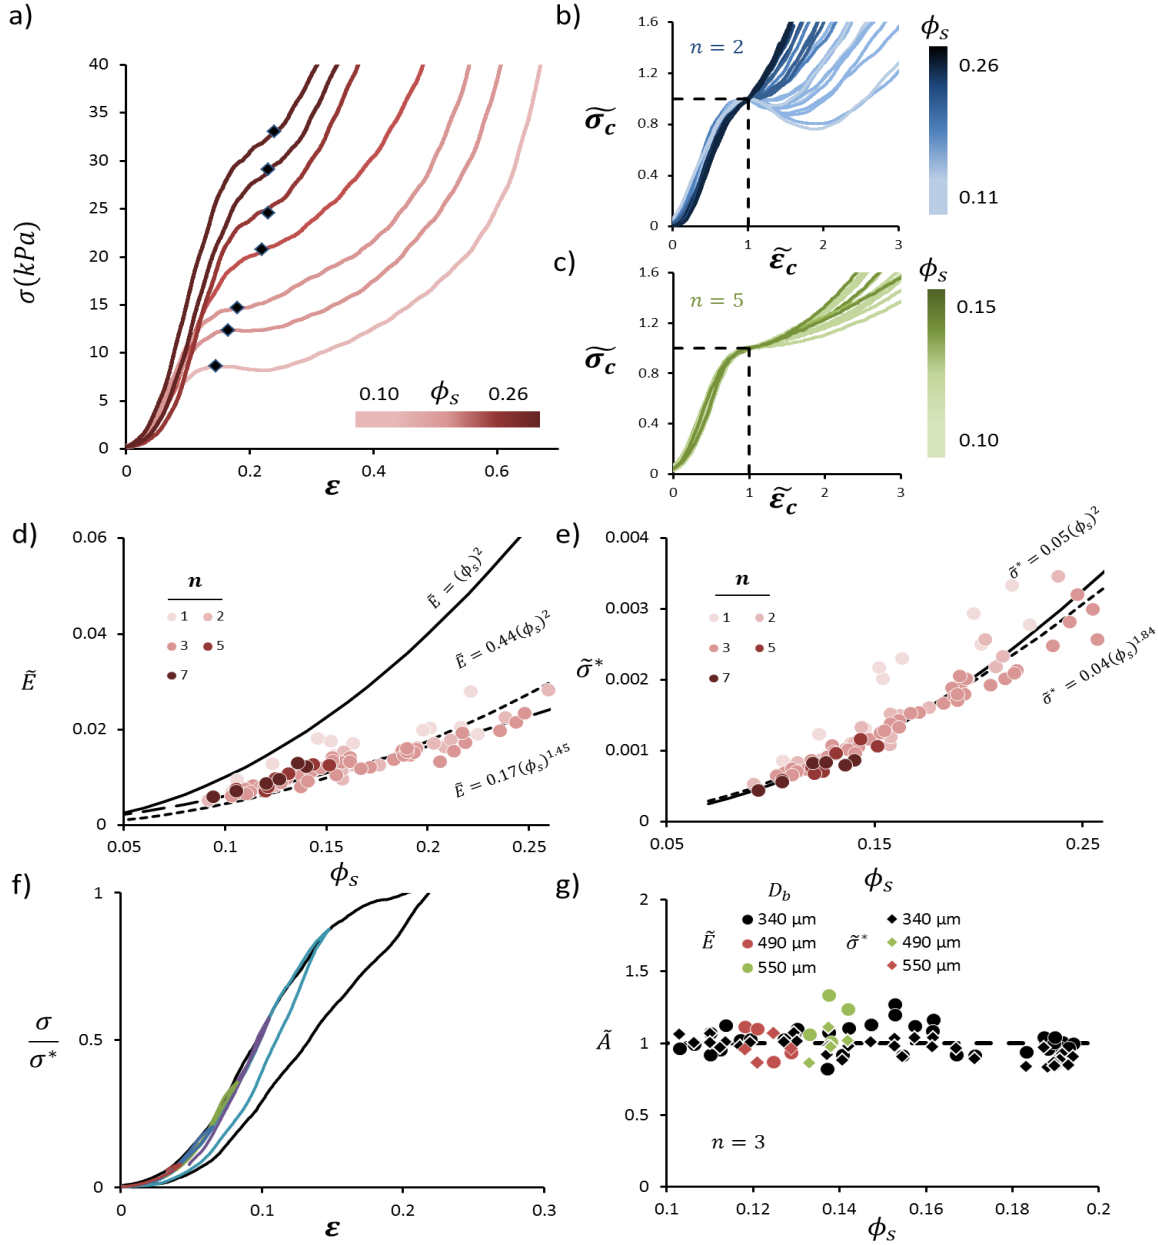 a)
40
35
30
25
20
15
10
5
0
σ(kPa)
0
0.2
0.4
0.6
ε
0.10 ϕₛ 0.26
b)
1.6
1.2
0.8
0.4
0
n = 2
σ̃_c
0
1
2
3
ε̃_c
ϕₛ
0.26
0.11
c)
1.6
1.2
0.8
0.4
0
n = 5
σ̃_c
0
1
2
3
ε̃_c
ϕₛ
0.15
0.10
d)
0.06
0.04
0.02
0
Ẽ
n
1 2
3 5
7
Ẽ = (ϕₛ)²
Ẽ = 0.44(ϕₛ)²
Ẽ = 0.17(ϕₛ)^1.45
0.05
0.1
0.15
0.2
0.25
ϕₛ
e)
0.004
0.003
0.002
0.001
0
σ̃*
n
1 2
3 5
7
σ̃* = 0.05(ϕₛ)²
σ̃* = 0.04(ϕₛ)^1.84
0.05
0.15
0.25
ϕₛ
f)
1
0.5
0
σ
σ*
0
0.1
0.2
0.3
ε
g)
2
1.5
1
0.5
0
Ã
D_b
Ẽ
340 μm
490 μm
550 μm
σ̃*
340 μm
490 μm
550 μm
n = 3
0.1
0.12
0.14
0.16
0.18
0.2
ϕₛ